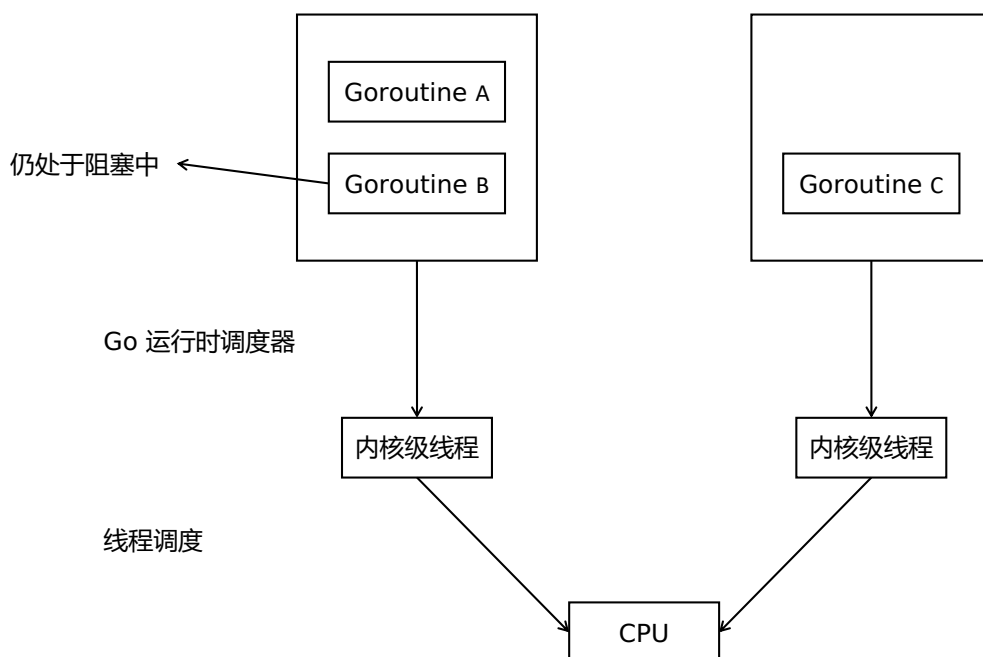 Goroutine A
仍处于阻塞中
Goroutine B
Goroutine C
Go 运行时调度器
内核级线程
内核级线程
线程调度
CPU